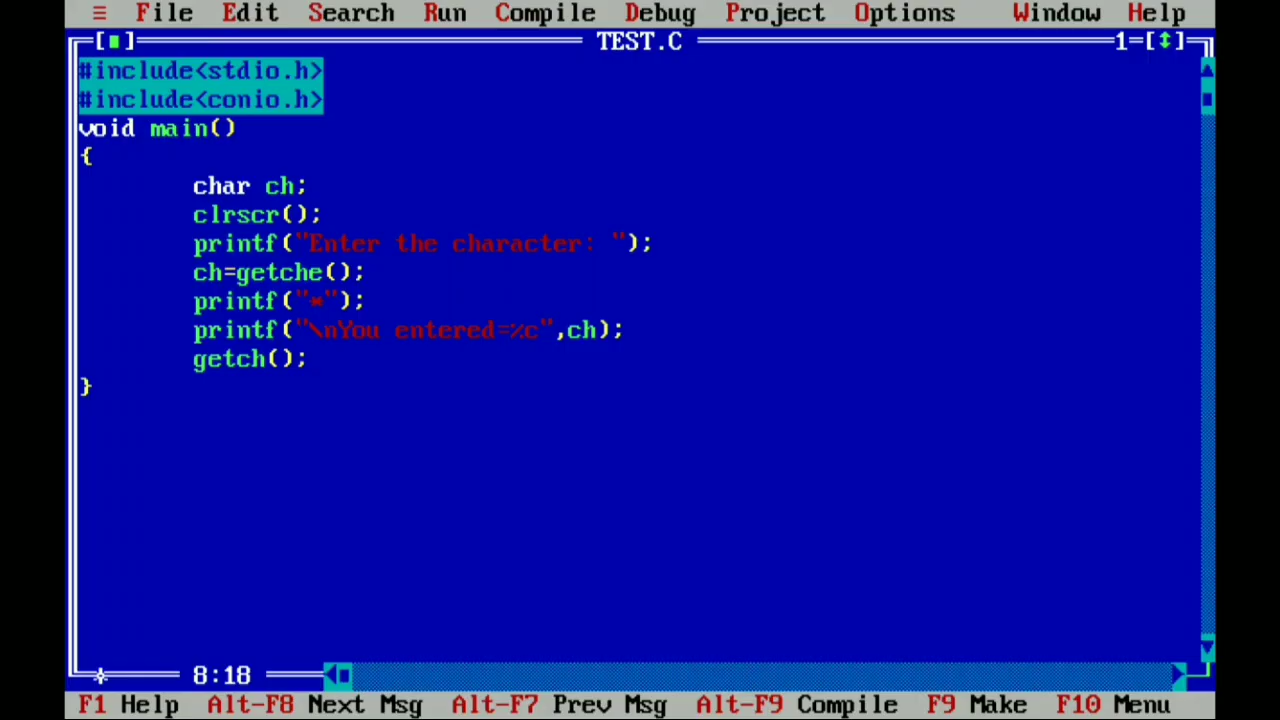 ≡ File Edit Search Run Compile Debug Project Options Window Help
[■] TEST.C 1=[↕]
#include<stdio.h>
#include<conio.h>
void main()
{
char ch;
clrscr();
printf("Enter the character: ");
ch=getche();
printf("*");
printf("\nYou entered=%c",ch);
getch();
}
8:18
F1 Help Alt-F8 Next Msg Alt-F7 Prev Msg Alt-F9 Compile F9 Make F10 Menu